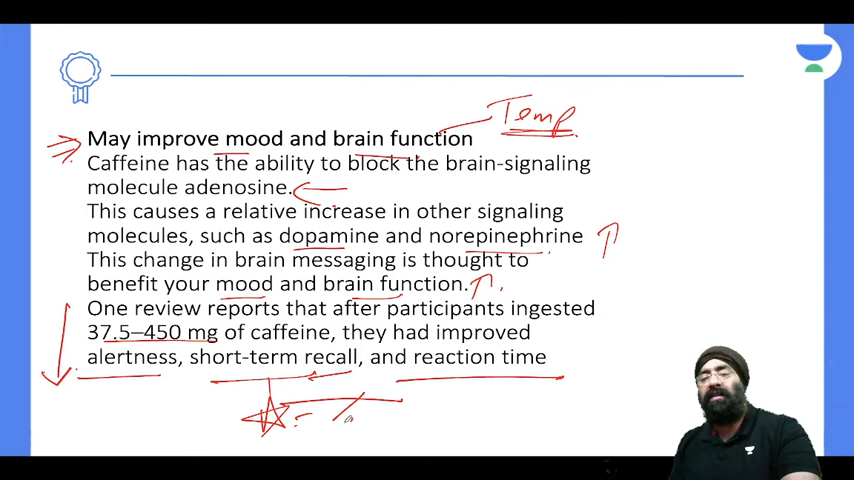 Temp
May improve mood and brain function
Caffeine has the ability to block the brain-signaling
molecule adenosine.
This causes a relative increase in other signaling
molecules, such as dopamine and norepinephrine
This change in brain messaging is thought to
benefit your mood and brain function.
One review reports that after participants ingested
37.5–450 mg of caffeine, they had improved
alertness, short-term recall, and reaction time